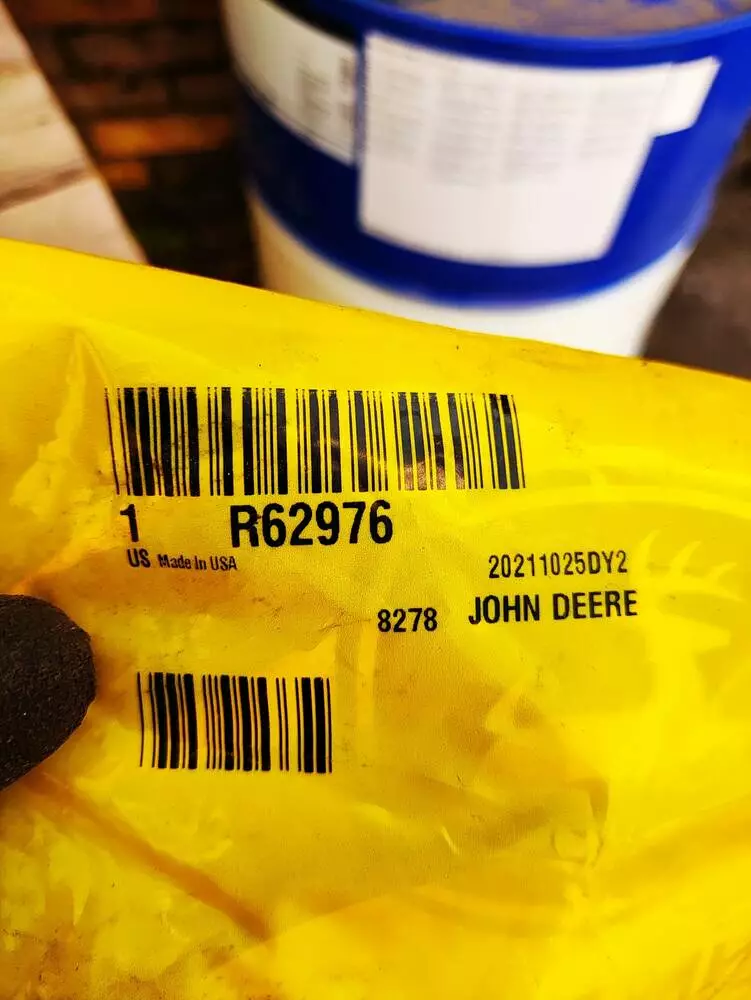 1 R62976
US Made In USA
20211025DY2
8278 JOHN DEERE